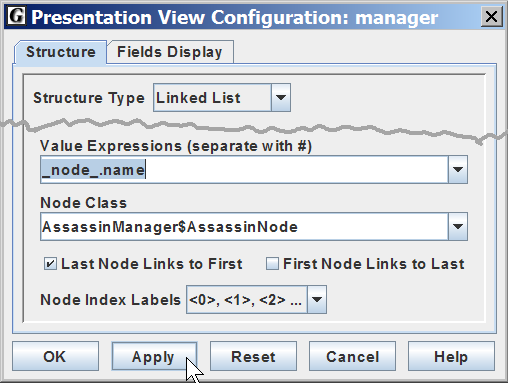 G Presentation View Configuration: manager
Structure Fields Display
Structure Type Linked List
Value Expressions (separate with #)
_node_.name
Node Class
AssassinManager$AssassinNode
Last Node Links to First First Node Links to Last
Node Index Labels <0>, <1>, <2> ...
OK Apply Reset Cancel Help